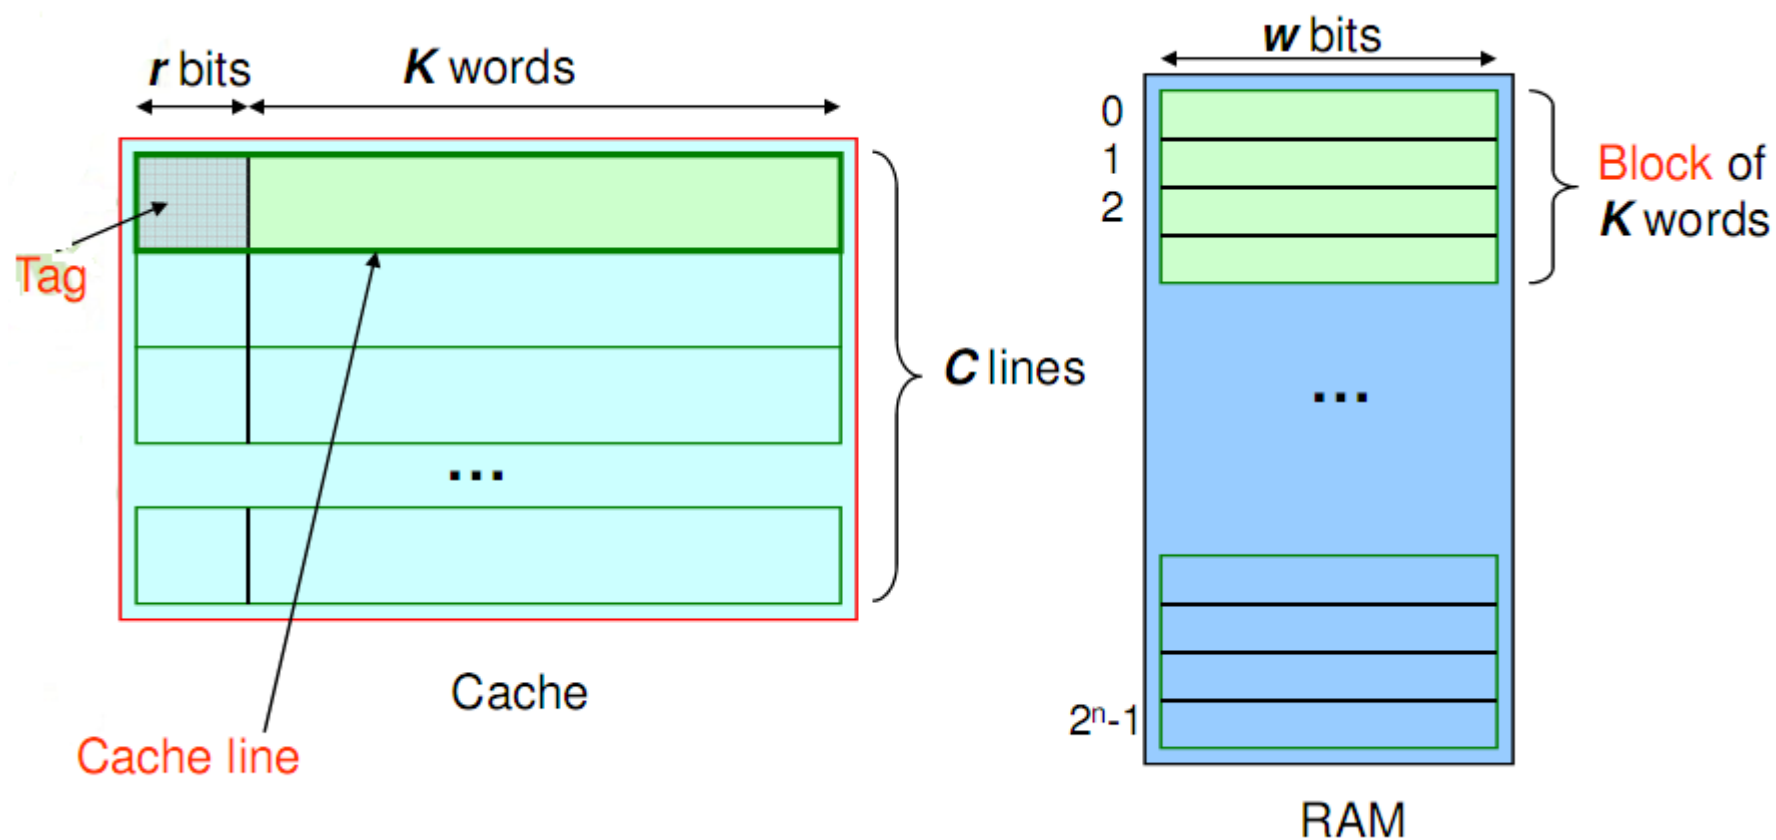 r bits
K words
Tag
C lines
...
Cache
Cache line
w bits
0
1
2
Block of
K words
...
2ⁿ-1
RAM